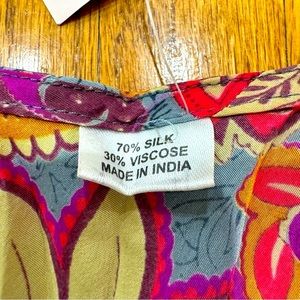 70% SILK
30% VISCOSE
MADE IN INDIA